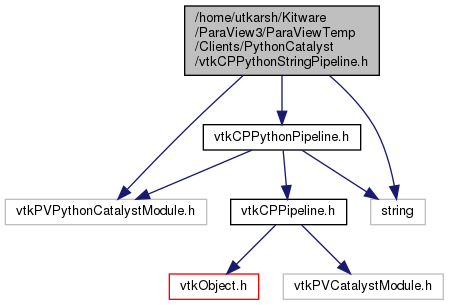 /home/utkarsh/Kitware
/ParaView3/ParaViewTemp
/Clients/PythonCatalyst
/vtkCPPythonStringPipeline.h
vtkCPPythonPipeline.h
vtkPVPythonCatalystModule.h
vtkCPPipeline.h
string
vtkObject.h
vtkPVCatalystModule.h